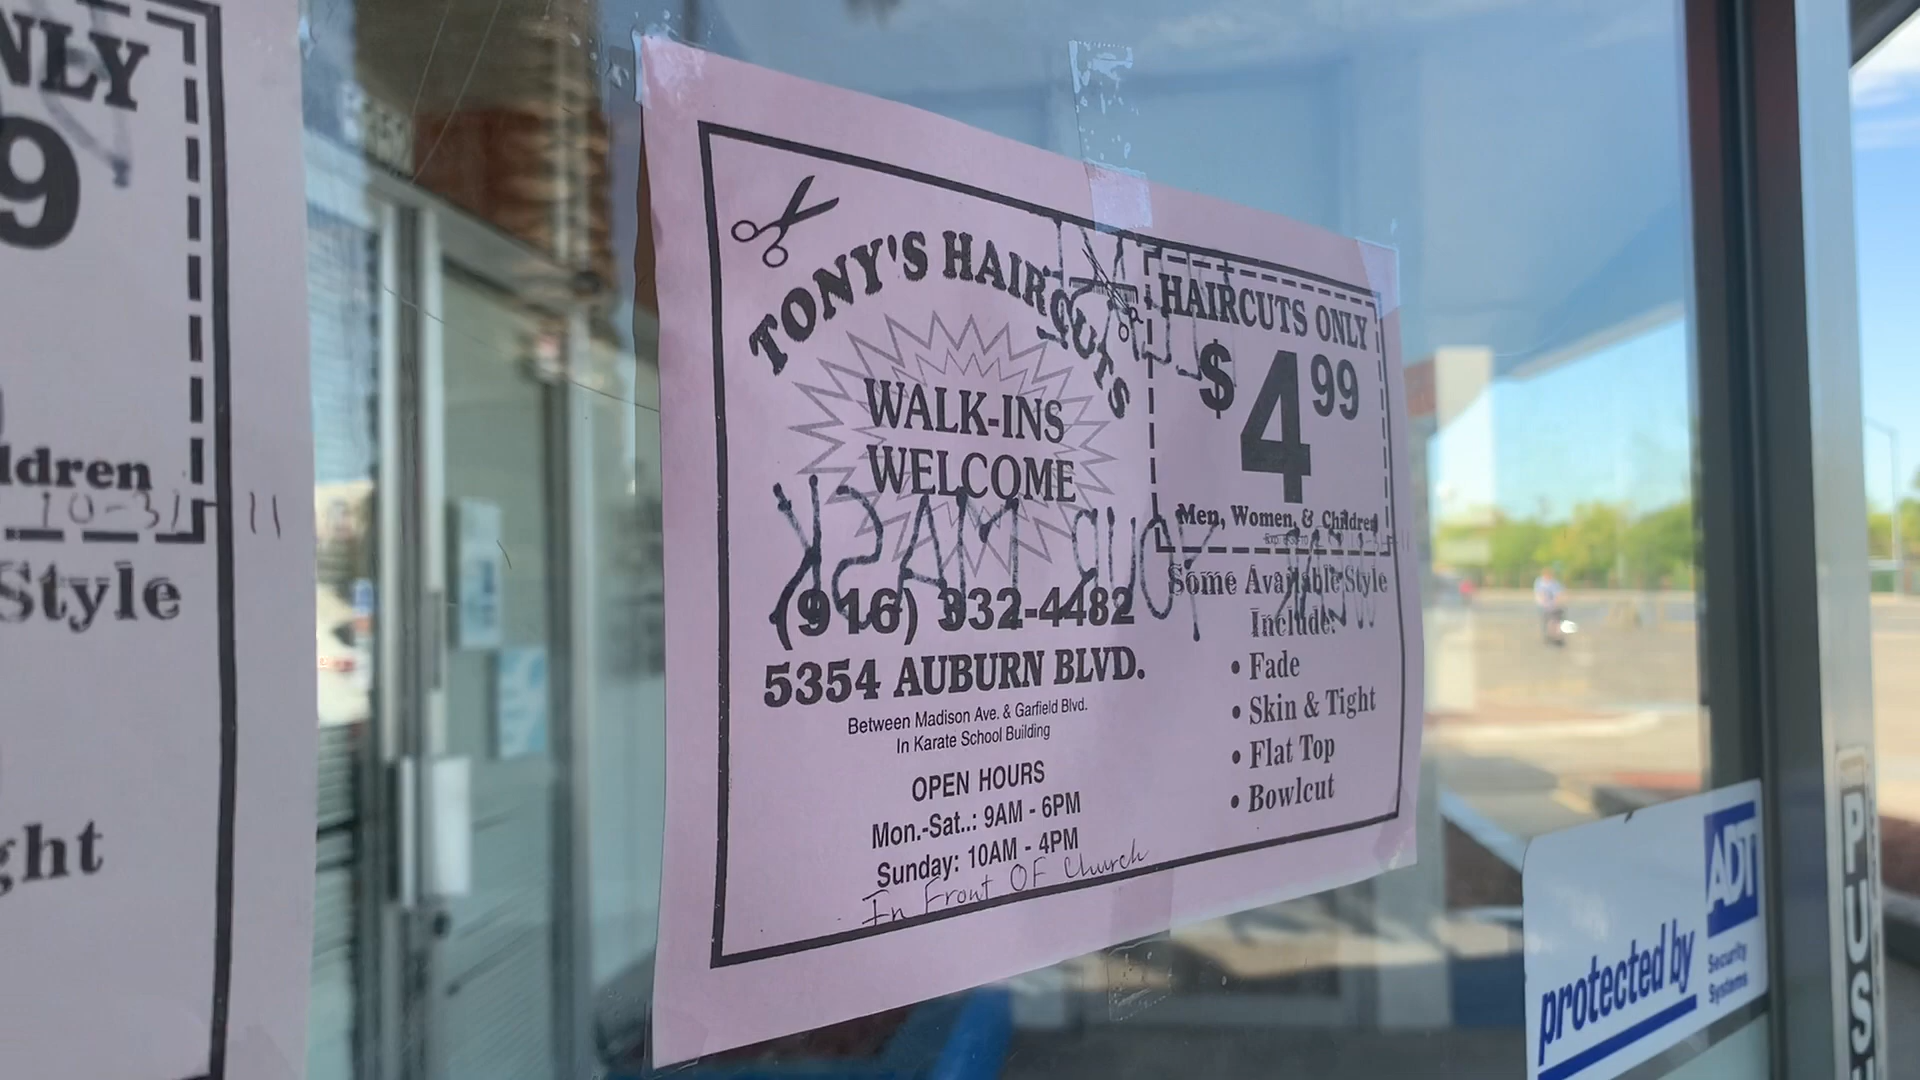 NLY
9
ldren
10-31 11
Style
ght
TONY'S HAIRCUTS
WALK-INS
WELCOME
(916) 332-4482
5354 AUBURN BLVD.
Between Madison Ave. & Garfield Blvd.
In Karate School Building
OPEN HOURS
Mon.-Sat..: 9AM - 6PM
Sunday: 10AM - 4PM
In Front OF Church
HAIRCUTS ONLY
$4 99
Men, Women, & Children
Some Available Style
Include:
• Fade
• Skin & Tight
• Flat Top
• Bowlcut
protected by
ADT
Security
Systems
PUSH